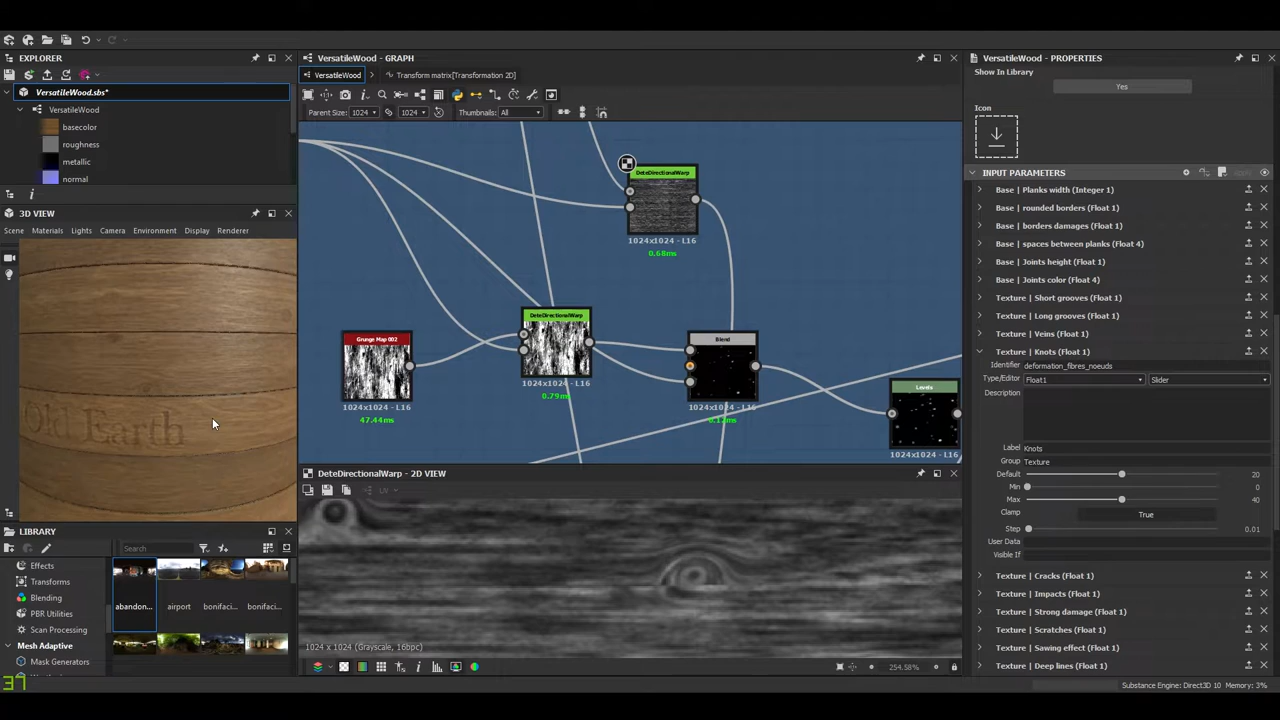 EXPLORER
VersatileWood.sbs*
VersatileWood
basecolor
roughness
metallic
normal
3D VIEW
Scene Materials Lights Camera Environment Display Renderer
Old Earth
LIBRARY
Search
Effects
Transforms
Blending
PBR Utilities
Scan Processing
Mesh Adaptive
Mask Generators
abandon...
airport
bonifaci...
bonifaci...
37
VersatileWood - GRAPH
VersatileWood
Transform matrix[Transformation 2D]
Parent Size: 1024 1024 Thumbnails: All
DeteDirectionalWarp
1024x1024 - L16
0.68ms
Grunge Map 002
1024x1024 - L16
47.44ms
DeteDirectionalWarp
1024x1024 - L16
0.79ms
Blend
1024x1024 - L16
Levels
1024x1024 - L16
DeteDirectionalWarp - 2D VIEW
UV
1024 x 1024 (Grayscale, 16bpc)
254.58%
VersatileWood - PROPERTIES
Show In Library
Yes
Icon
INPUT PARAMETERS
Base | Planks width (Integer 1)
Base | rounded borders (Float 1)
Base | borders damages (Float 1)
Base | spaces between planks (Float 4)
Base | Joints height (Float 1)
Base | Joints color (Float 4)
Texture | Short grooves (Float 1)
Texture | Long grooves (Float 1)
Texture | Veins (Float 1)
Texture | Knots (Float 1)
Identifier deformation_fibres_noeuds
Type/Editor Float1 Slider
Description
Label Knots
Group Texture
Default 20
Min 0
Max 40
Clamp True
Step 0.01
User Data
Visible If
Texture | Cracks (Float 1)
Texture | Impacts (Float 1)
Texture | Strong damage (Float 1)
Texture | Scratches (Float 1)
Texture | Sawing effect (Float 1)
Texture | Deep lines (Float 1)
Substance Engine: Direct3D 10 Memory: 3%